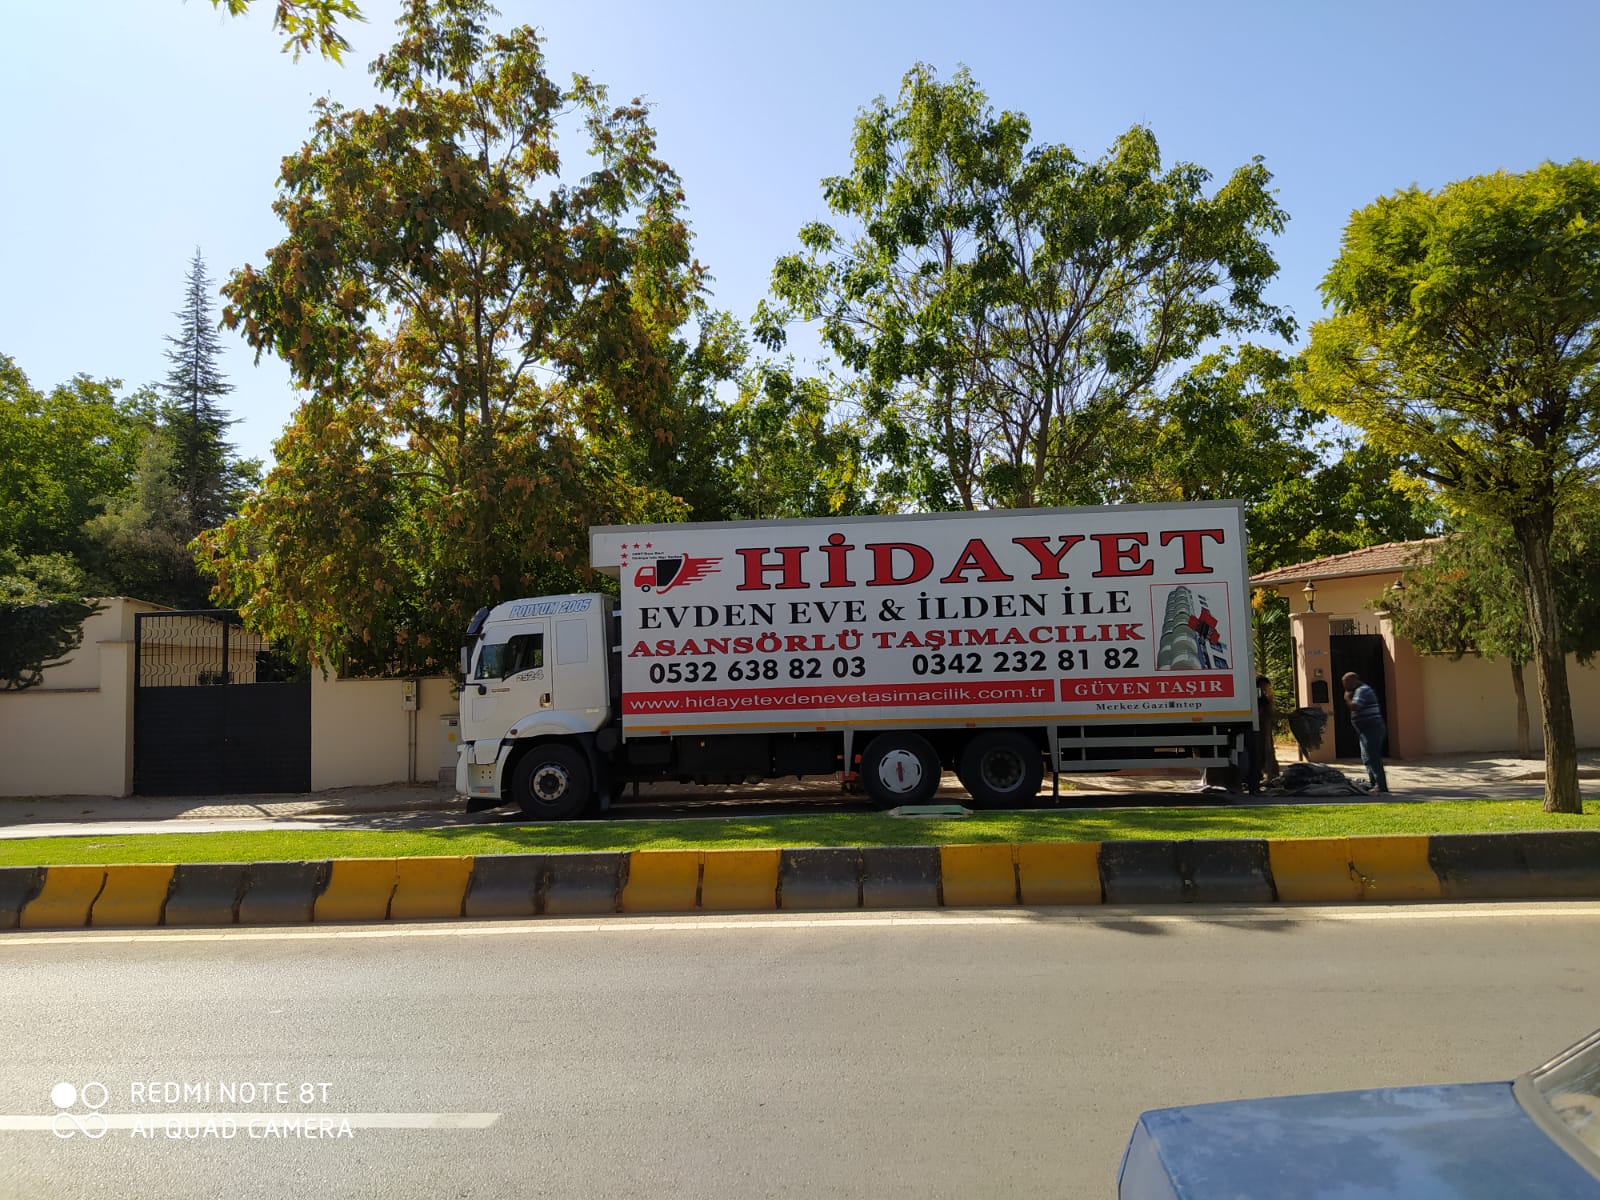 HİDAYET
EVDEN EVE & İLDEN İLE
ASANSÖRLÜ TAŞIMACILIK
0532 638 82 03 0342 232 81 82
www.hidayetevdenevetasimacilik.com.tr GÜVEN TAŞIR
Merkez Gaziantep
PODYUM 2005
2524
REDMI NOTE 8T
AI QUAD CAMERA